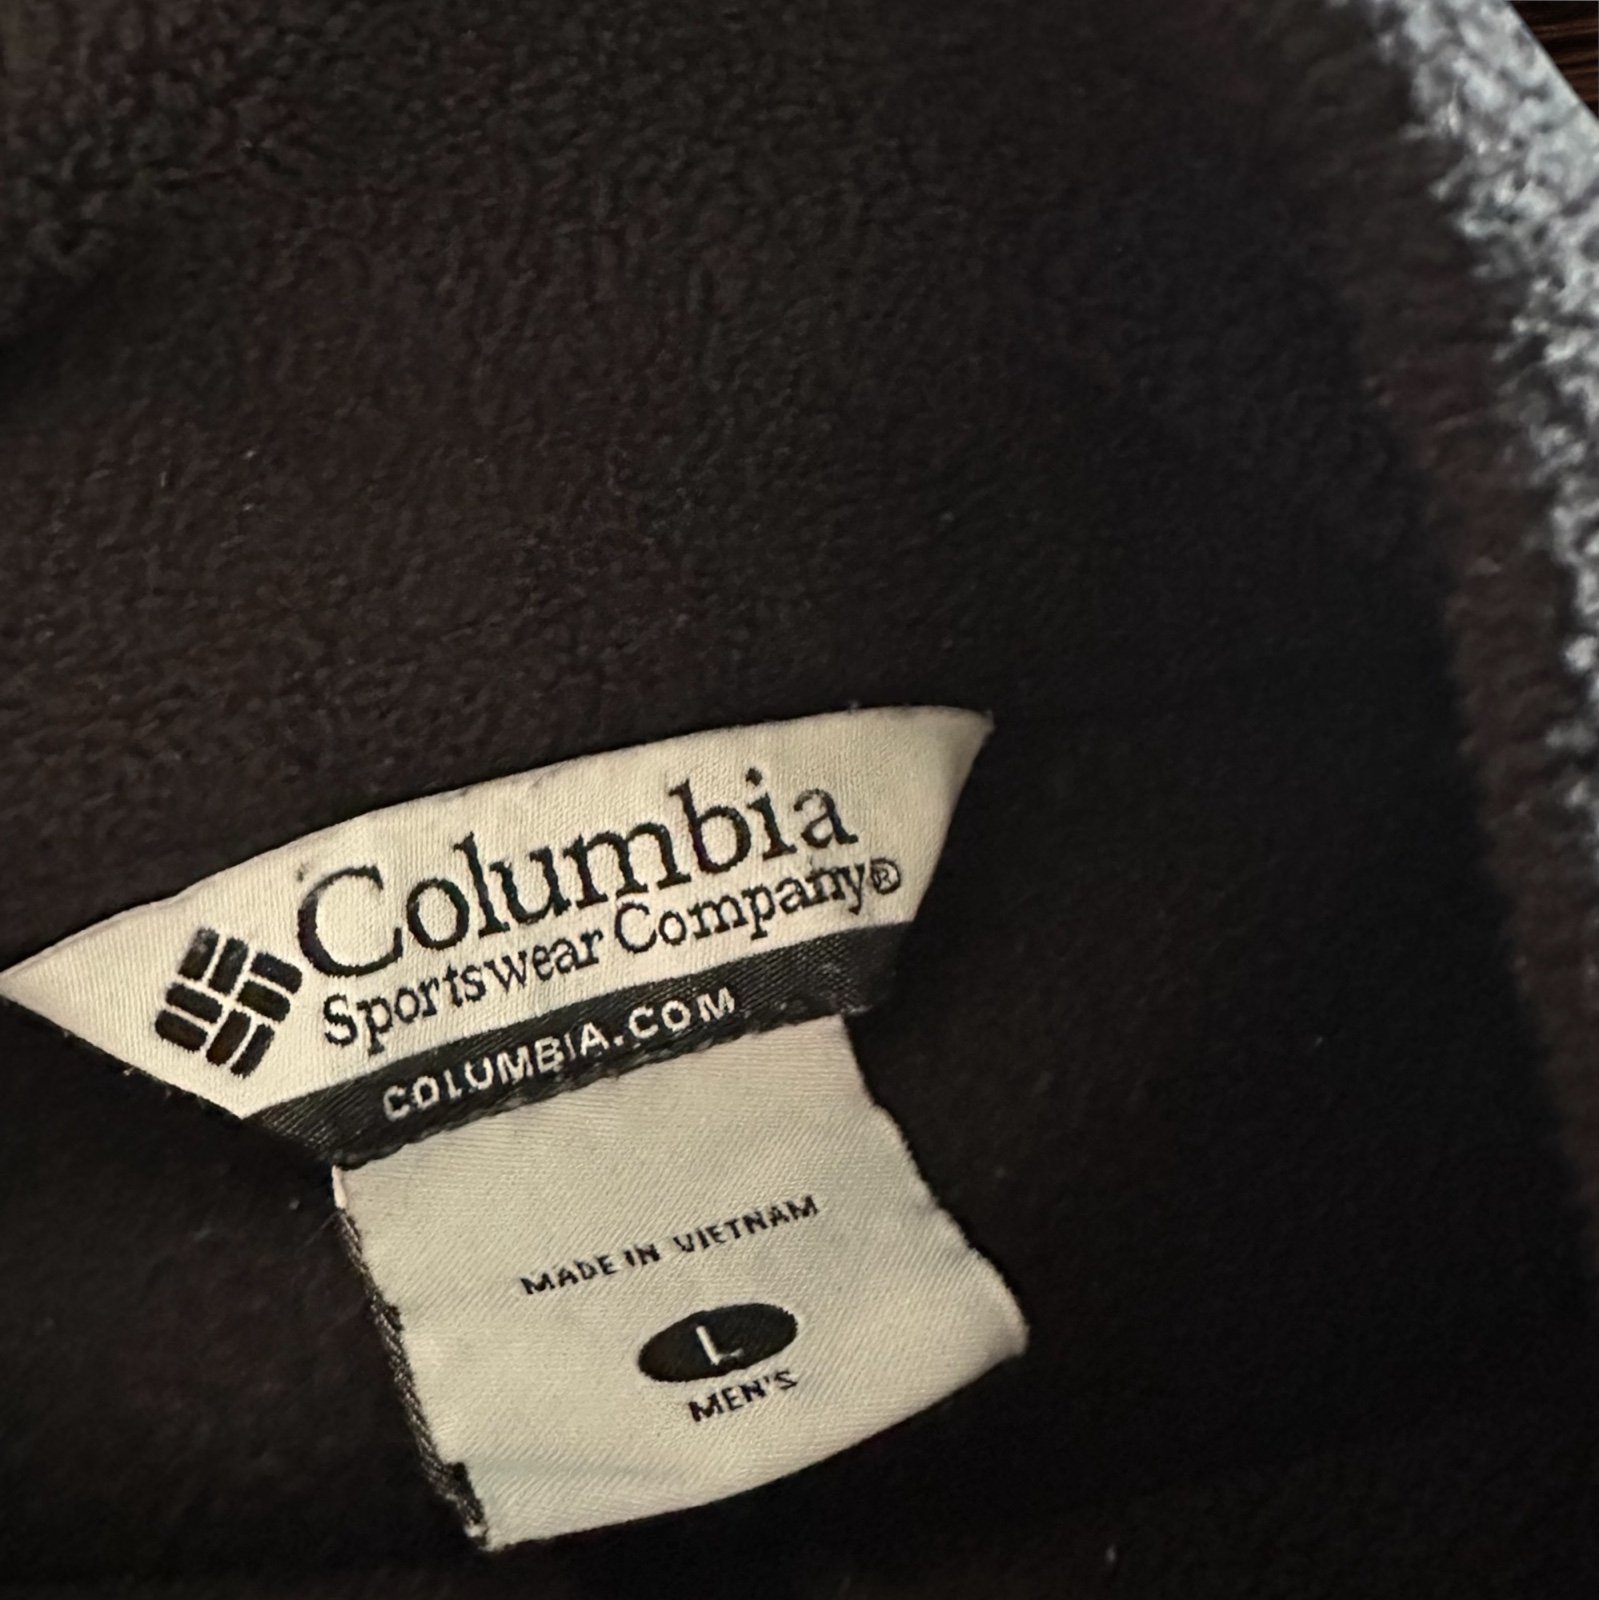 Columbia
Sportswear Company®
COLUMBIA.COM
MADE IN VIETNAM
L
MEN'S